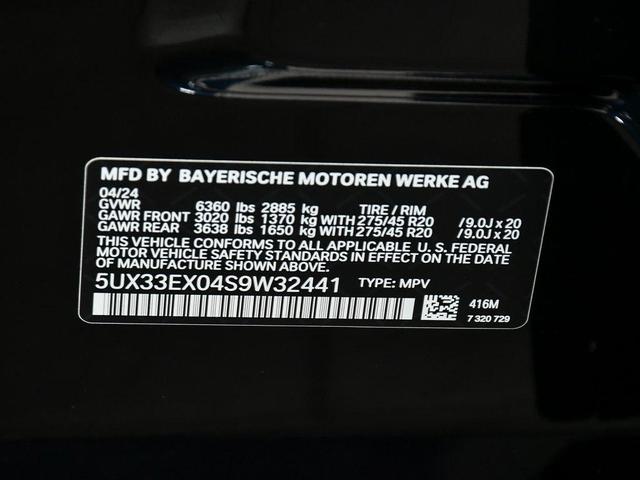 MFD BY BAYERISCHE MOTOREN WERKE AG
04/24
GVWR 6360 lbs 2885 kg TIRE / RIM
GAWR FRONT 3020 lbs 1370 kg WITH 275/45 R20 /9.0J x 20
GAWR REAR 3638 lbs 1650 kg WITH 275/45 R20 /9.0J x 20
THIS VEHICLE CONFORMS TO ALL APPLICABLE U.S. FEDERAL
MOTOR VEHICLE SAFETY STANDARDS IN EFFECT ON THE DATE
OF MANUFACTURE SHOWN ABOVE.
5UX33EX04S9W32441 TYPE: MPV
416M
7 320 729